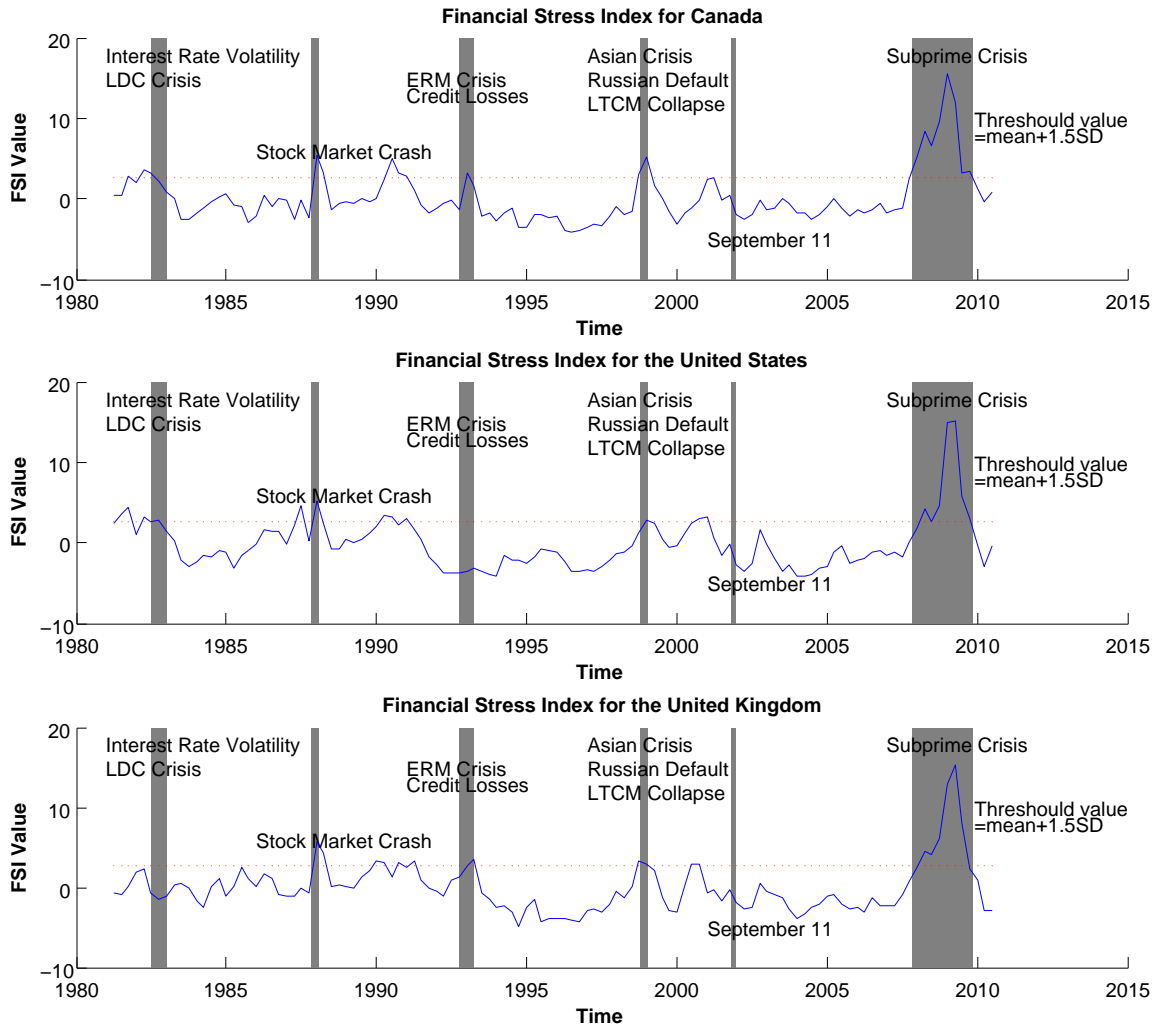 Financial Stress Index for Canada
20
10
0
−10
FSI Value
Interest Rate Volatility
LDC Crisis
Stock Market Crash
ERM Crisis
Credit Losses
Asian Crisis
Russian Default
LTCM Collapse
September 11
Subprime Crisis
Threshould value
=mean+1.5SD
1980 1985 1990 1995 2000 2005 2010 2015
Time
Financial Stress Index for the United States
20
10
0
−10
FSI Value
Interest Rate Volatility
LDC Crisis
Stock Market Crash
ERM Crisis
Credit Losses
Asian Crisis
Russian Default
LTCM Collapse
September 11
Subprime Crisis
Threshould value
=mean+1.5SD
1980 1985 1990 1995 2000 2005 2010 2015
Time
Financial Stress Index for the United Kingdom
20
10
0
−10
FSI Value
Interest Rate Volatility
LDC Crisis
Stock Market Crash
ERM Crisis
Credit Losses
Asian Crisis
Russian Default
LTCM Collapse
September 11
Subprime Crisis
Threshould value
=mean+1.5SD
1980 1985 1990 1995 2000 2005 2010 2015
Time